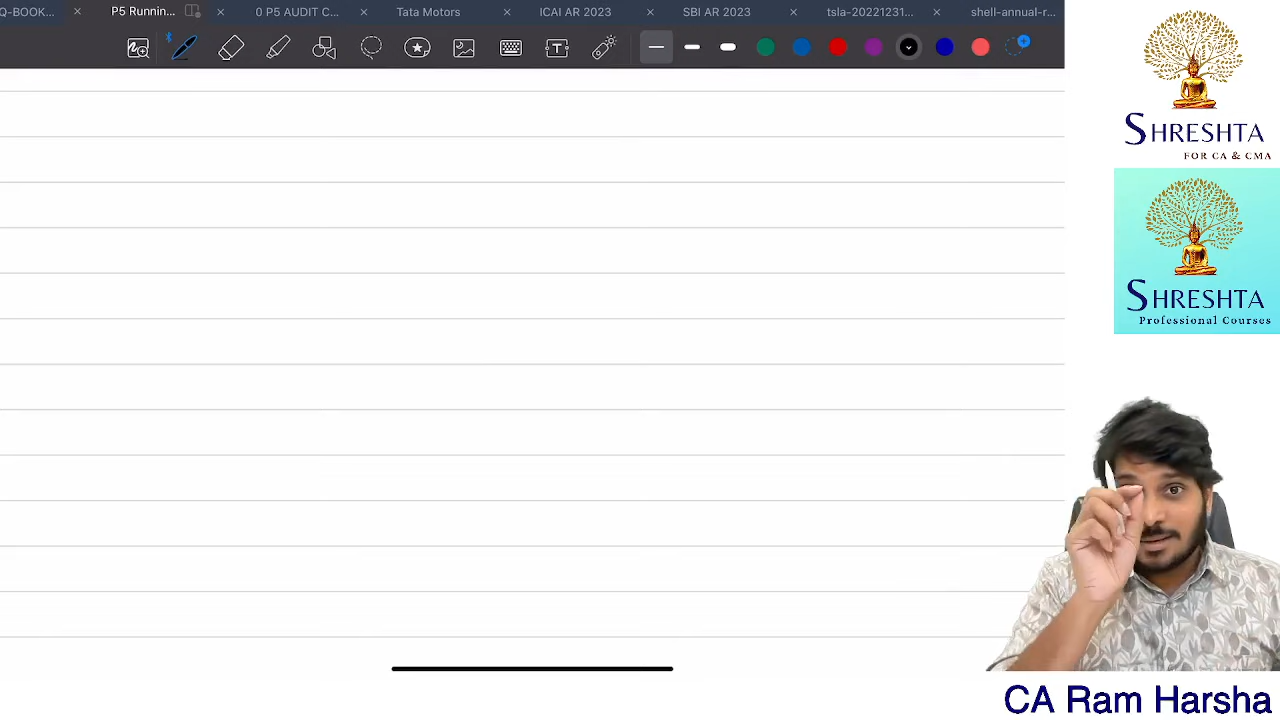 Q-BOOK... P5 Runnin... 0 P5 AUDIT C... Tata Motors ICAI AR 2023 SBI AR 2023 tsla-20221231... shell-annual-r...
T
SHRESHTA
FOR CA & CMA
SHRESHTA
Professional Courses
CA Ram Harsha